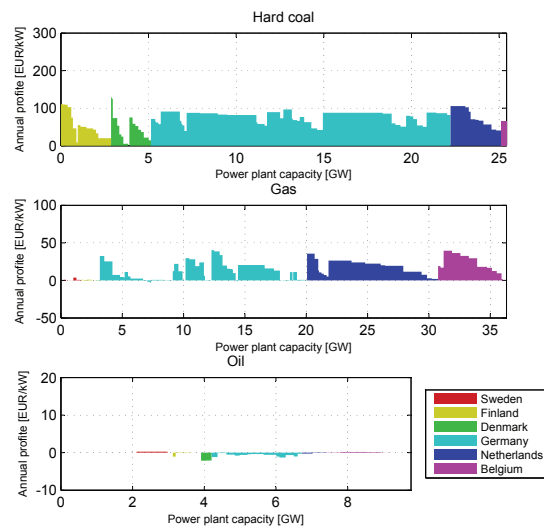 Hard coal
300
200
100
0
Annual profite [EUR/kW]
0 5 10 15 20 25
Power plant capacity [GW]
Gas
100
50
0
-50
Annual profite [EUR/kW]
5 10 15 20 25 30 35
Power plant capacity [GW]
Oil
20
10
0
-10
Annual profite [EUR/kW]
0 2 4 6 8
Power plant capacity [GW]
Sweden
Finland
Denmark
Germany
Netherlands
Belgium